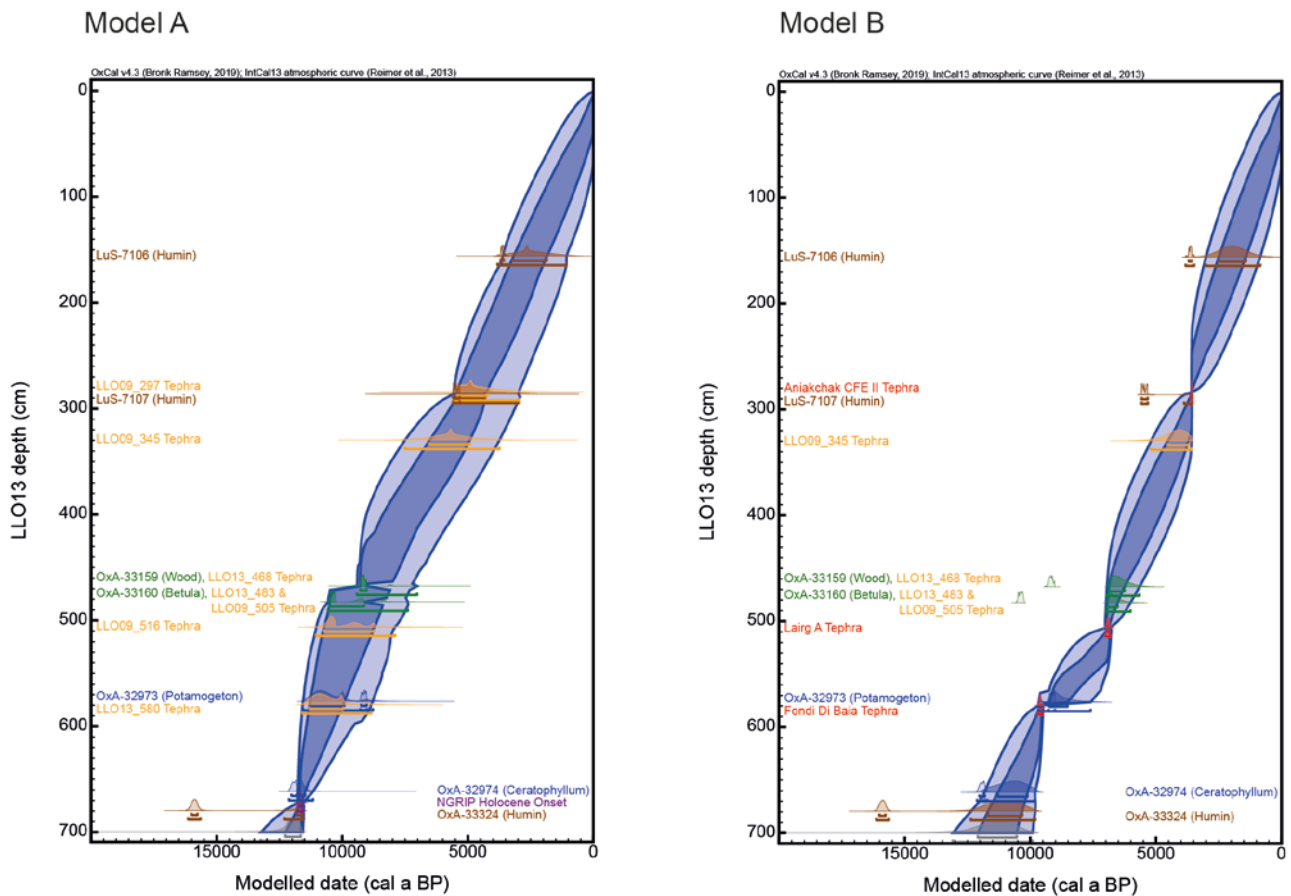 Model A
OxCal v4.3 (Bronk Ramsey, 2019); IntCal13 atmospheric curve (Reimer et al., 2013)
0
100
LuS-7106 (Humin)
200
LLO09_297 Tephra
300
LuS-7107 (Humin)
LLO09_345 Tephra
400
OxA-33159 (Wood), LLO13_468 Tephra
OxA-33160 (Betula), LLO13_483 &
500
LLO09_505 Tephra
LLO09_516 Tephra
OxA-32973 (Potamogeton)
LLO13_580 Tephra
600
OxA-32974 (Ceratophyllum)
NGRIP Holocene Onset
OxA-33324 (Humin)
700
15000 10000 5000 0
LLO13 depth (cm)
Modelled date (cal a BP)
Model B
OxCal v4.3 (Bronk Ramsey, 2019); IntCal13 atmospheric curve (Reimer et al., 2013)
0
100
LuS-7106 (Humin)
200
Aniakchak CFE II Tephra
300
LuS-7107 (Humin)
LLO09_345 Tephra
400
OxA-33159 (Wood), LLO13_468 Tephra
OxA-33160 (Betula), LLO13_483 &
500
LLO09_505 Tephra
Lairg A Tephra
OxA-32973 (Potamogeton)
Fondi Di Baia Tephra
600
OxA-32974 (Ceratophyllum)
OxA-33324 (Humin)
700
15000 10000 5000 0
LLO13 depth (cm)
Modelled date (cal a BP)